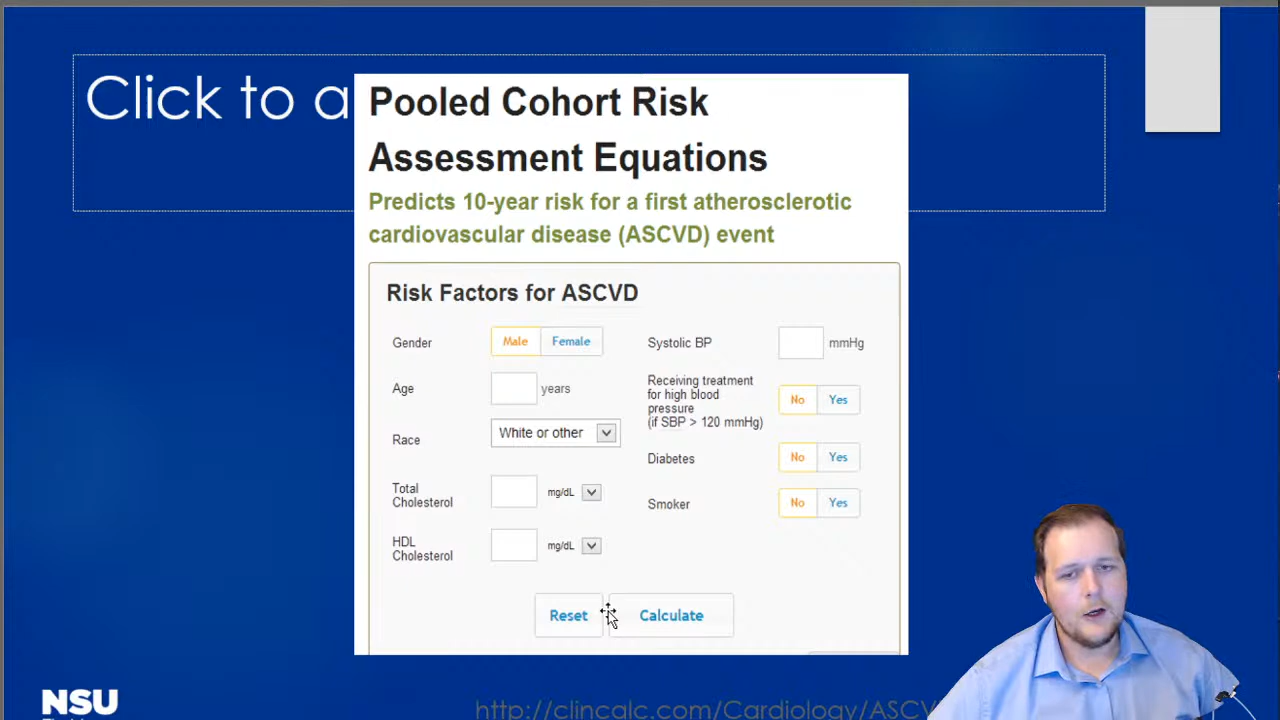 Click to a
Pooled Cohort Risk
Assessment Equations
Predicts 10-year risk for a first atherosclerotic
cardiovascular disease (ASCVD) event
Risk Factors for ASCVD
Gender
Male
Female
Age
years
Race
White or other
Total
Cholesterol
mg/dL
HDL
Cholesterol
mg/dL
Systolic BP
mmHg
Receiving treatment
for high blood
pressure
(if SBP > 120 mmHg)
No
Yes
Diabetes
No
Yes
Smoker
No
Yes
Reset
Calculate
NSU
http://clincalc.com/Cardiology/ASCV